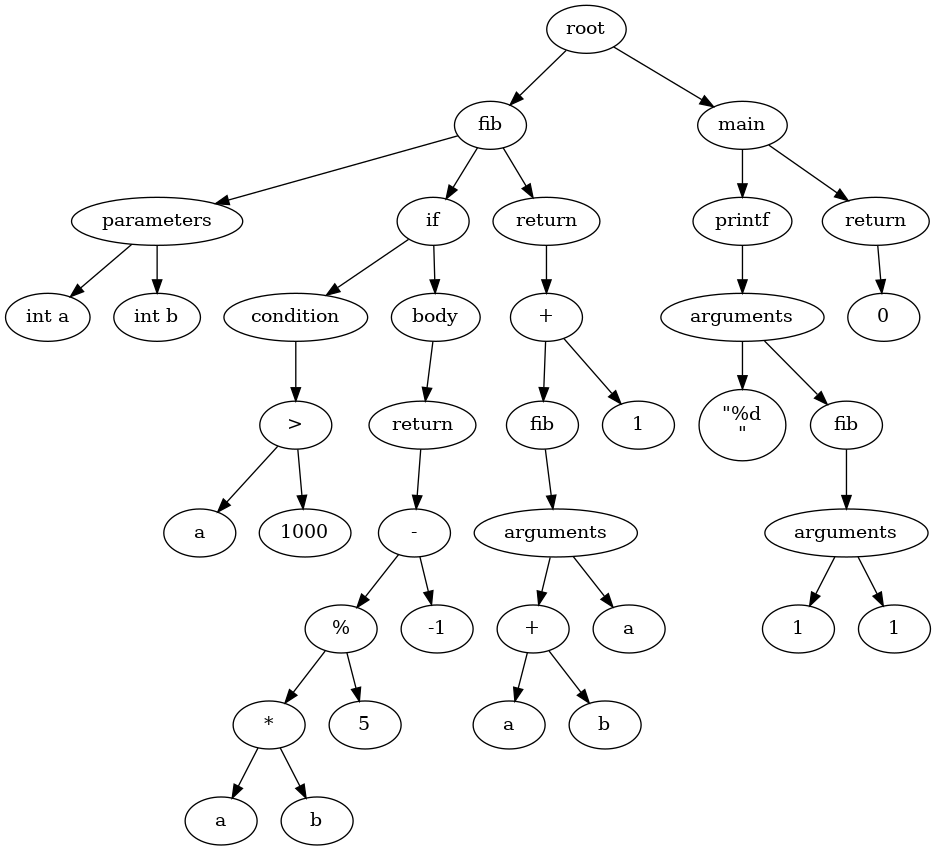 root
fib
main
parameters
if
return
printf
return
int a
int b
condition
body
+
arguments
0
>
return
fib
1
"%d
"
fib
a
1000
-
arguments
arguments
%
-1
+
a
1
1
*
5
a
b
a
b